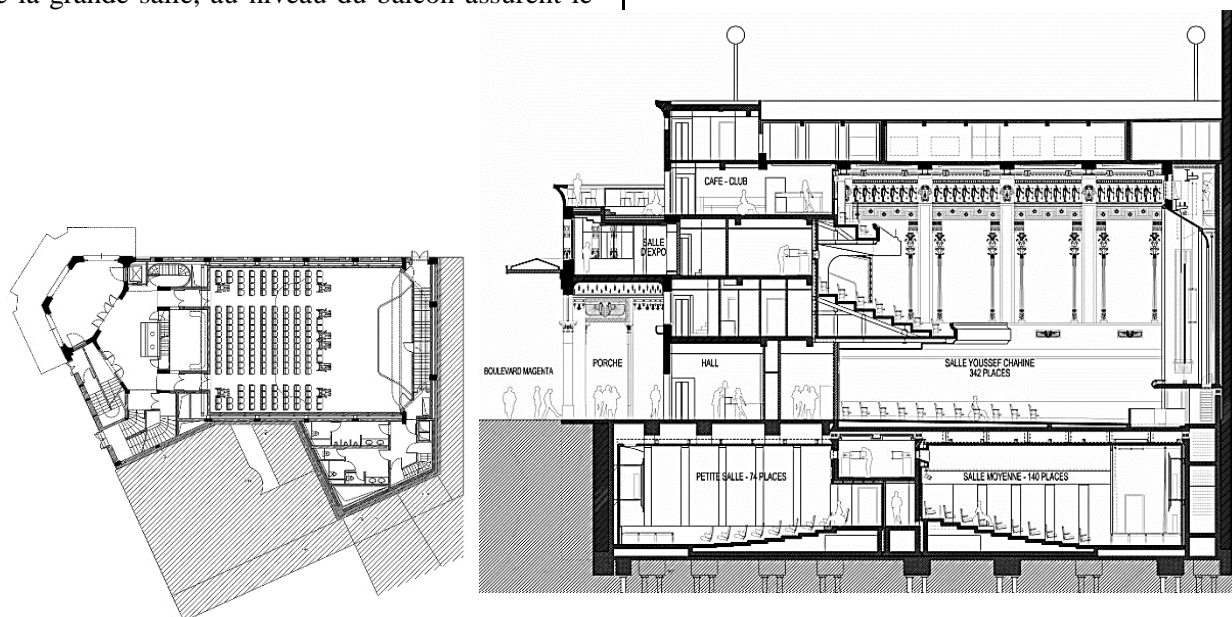 la grande salle, au niveau du balcon assurent le
CAFE - CLUB
SALLE
D'EXPO
BOULEVARD MAGENTA
PORCHE
HALL
SALLE YOUSSEF CHAHINE
342 PLACES
PETITE SALLE - 74 PLACES
SALLE MOYENNE - 140 PLACES